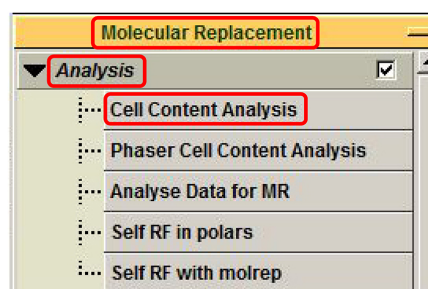 Molecular Replacement
Analysis
Cell Content Analysis
Phaser Cell Content Analysis
Analyse Data for MR
Self RF in polars
Self RF with molrep